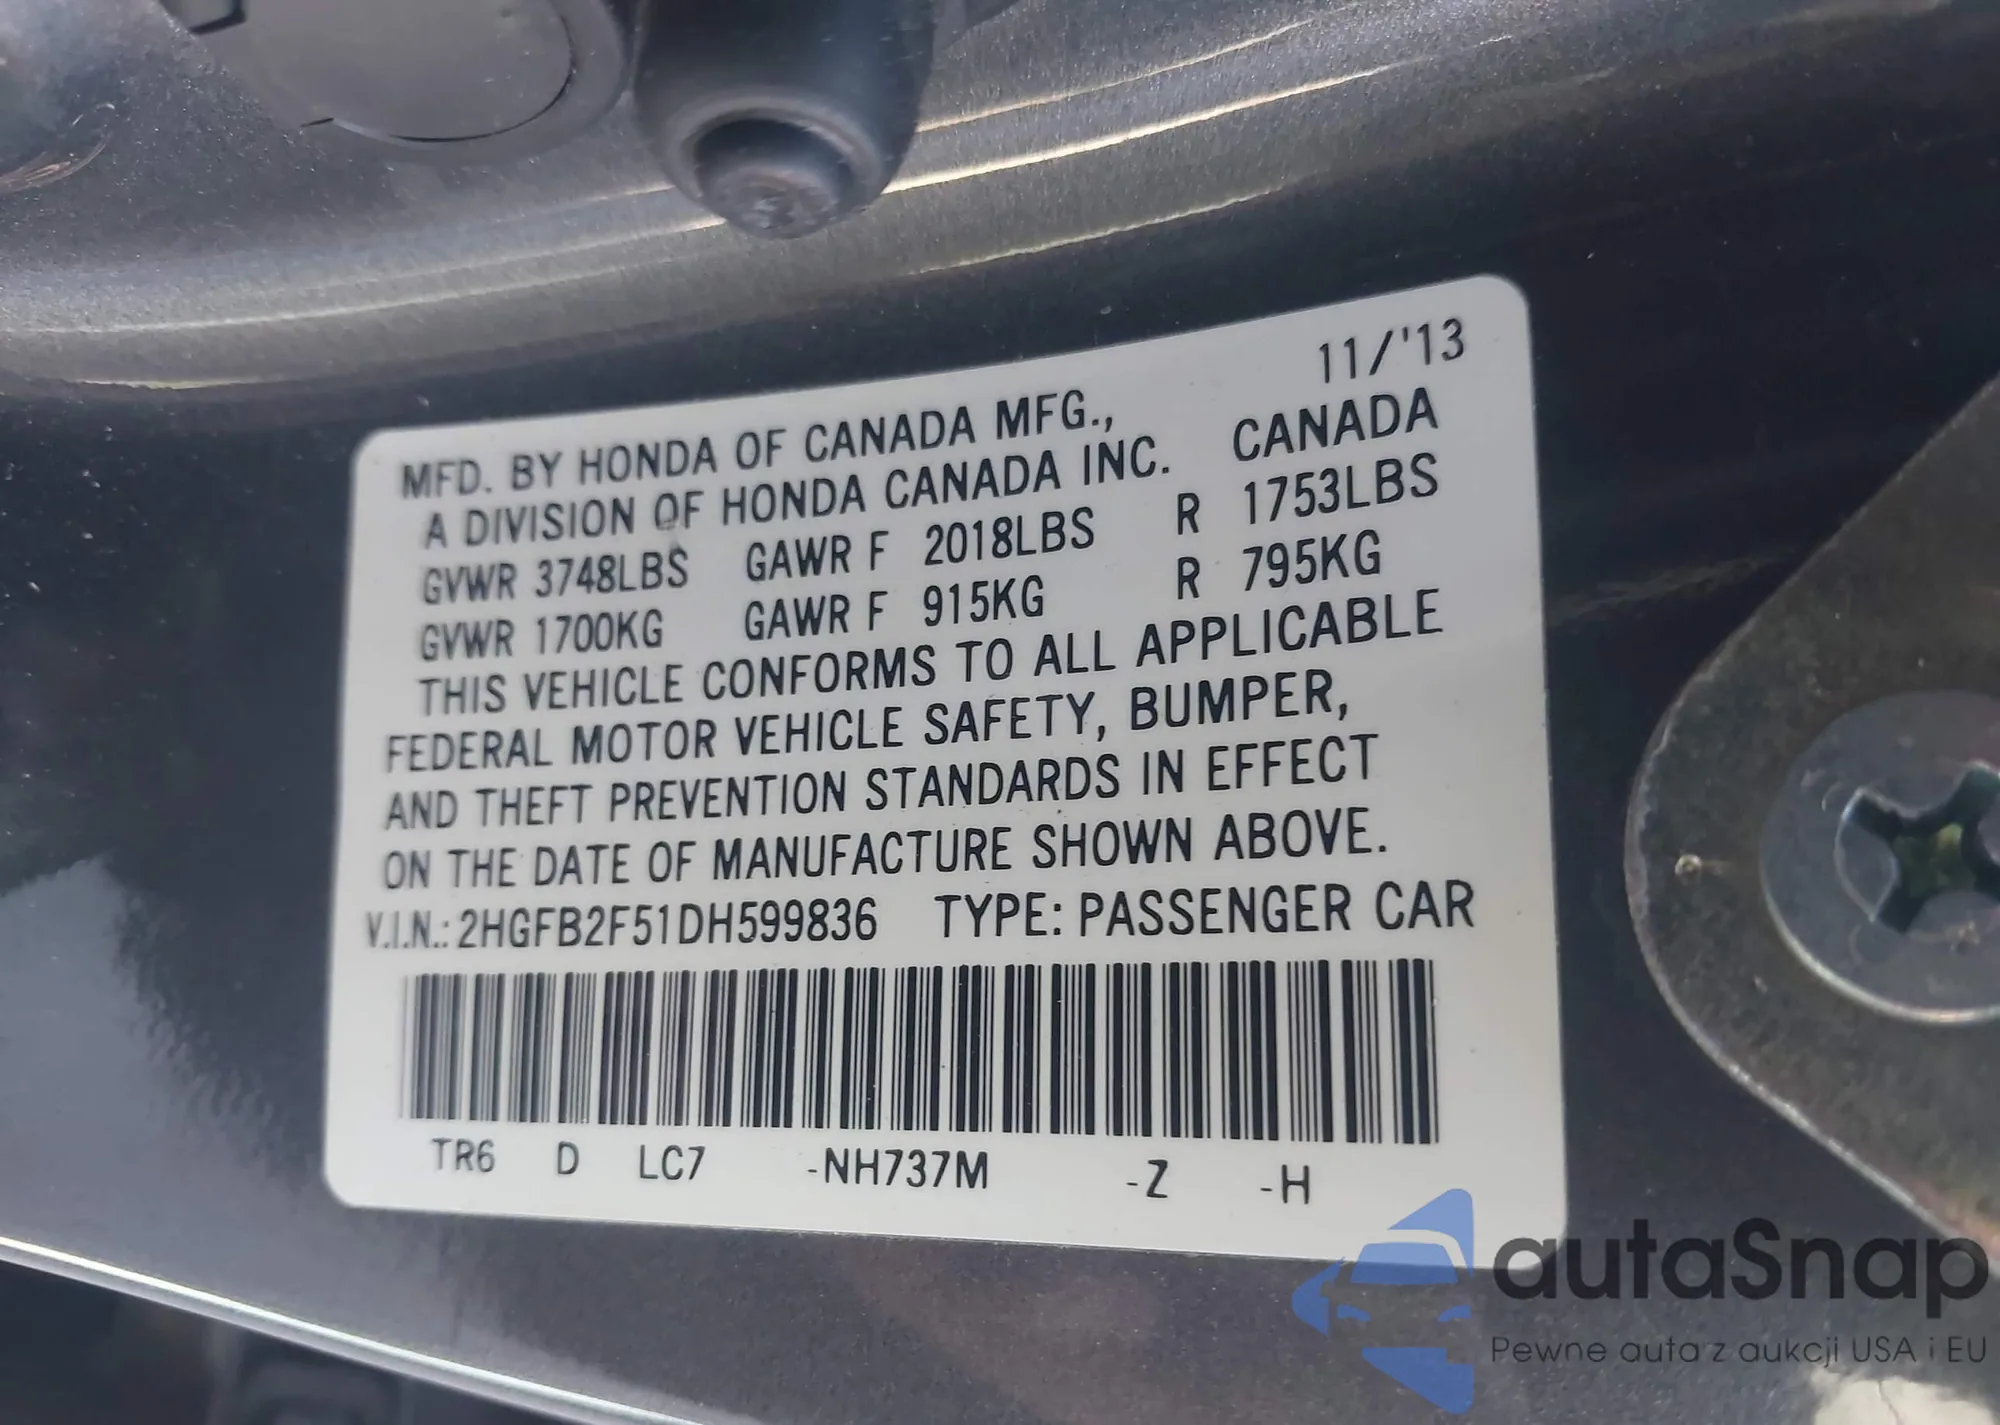 11/'13
MFD. BY HONDA OF CANADA MFG.,
A DIVISION OF HONDA CANADA INC. CANADA
GVWR 3748LBS GAWR F 2018LBS R 1753LBS
GVWR 1700KG GAWR F 915KG R 795KG
THIS VEHICLE CONFORMS TO ALL APPLICABLE
FEDERAL MOTOR VEHICLE SAFETY, BUMPER,
AND THEFT PREVENTION STANDARDS IN EFFECT
ON THE DATE OF MANUFACTURE SHOWN ABOVE.
V.I.N.: 2HGFB2F51DH599836 TYPE: PASSENGER CAR
TR6 D LC7 -NH737M -Z -H
autaSnap
Pewne auta z aukcji USA i EU